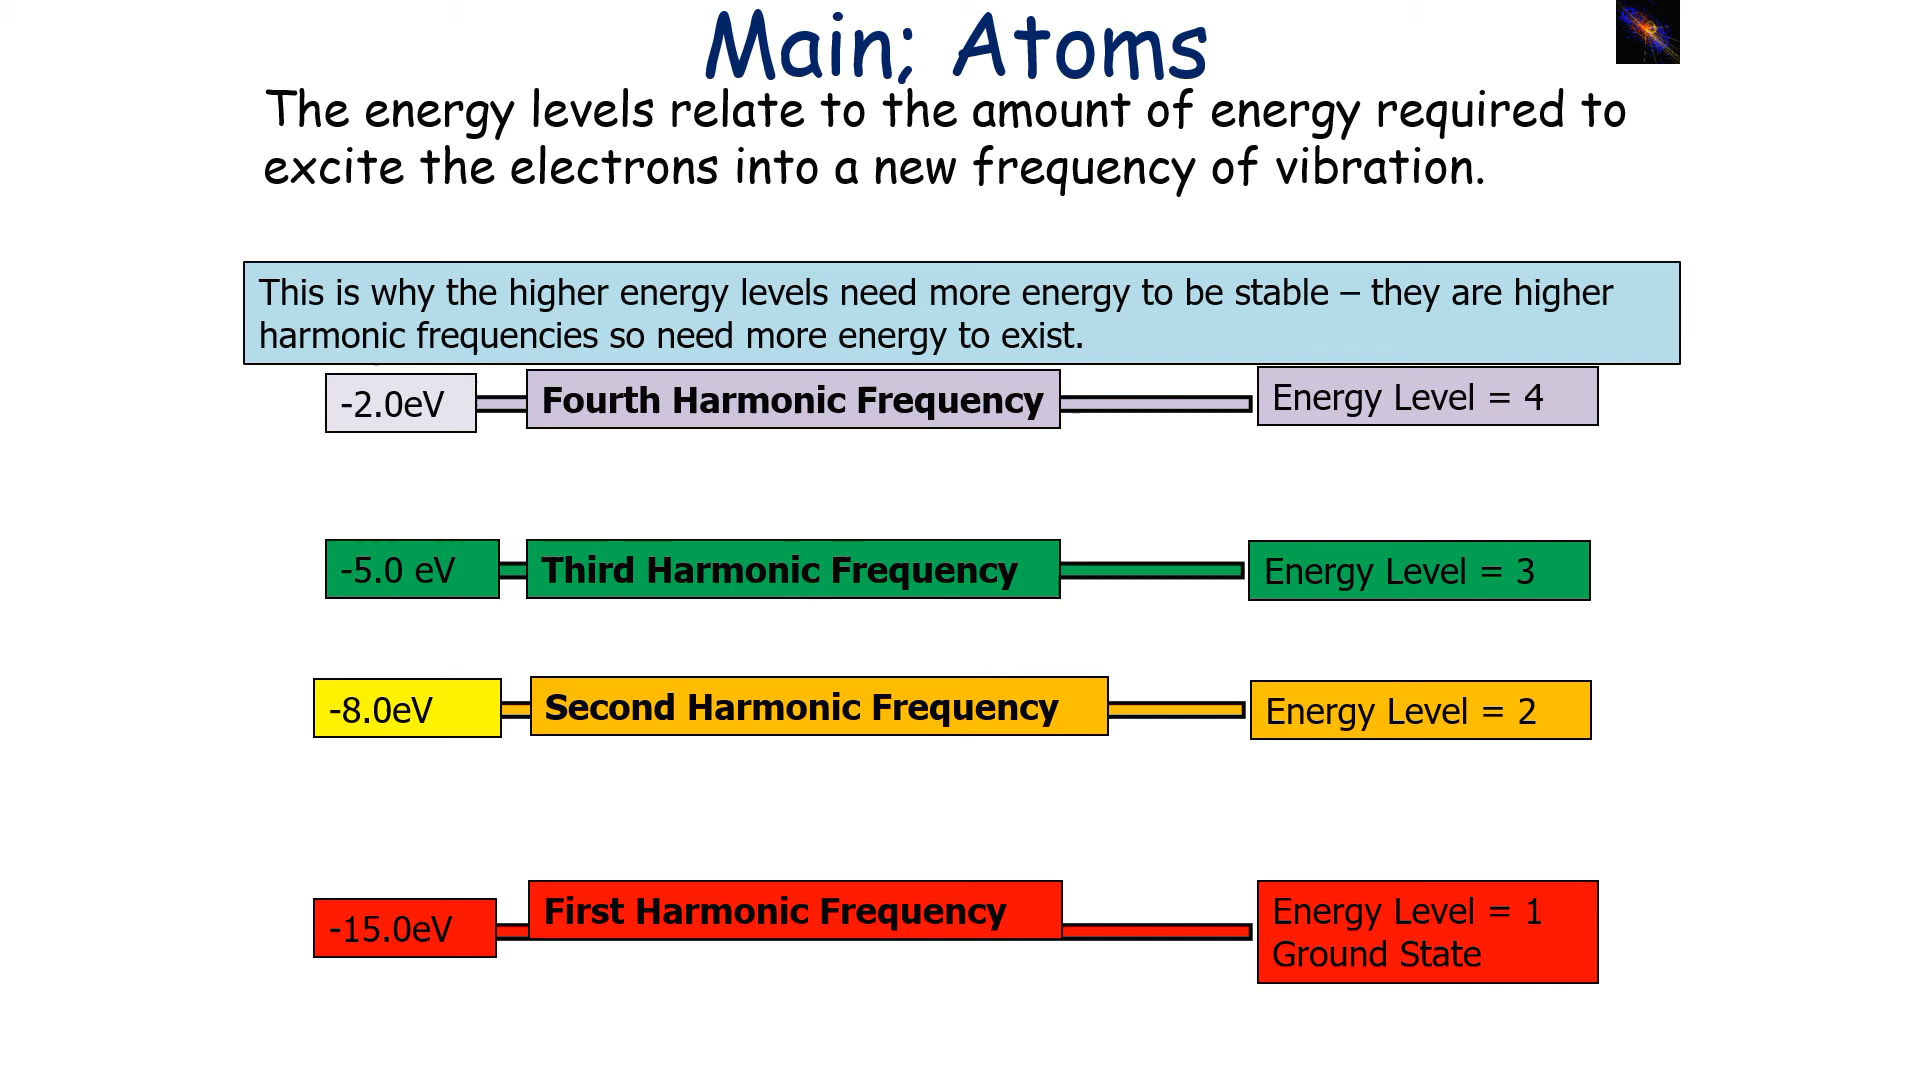 Main; Atoms
The energy levels relate to the amount of energy required to
excite the electrons into a new frequency of vibration.
This is why the higher energy levels need more energy to be stable – they are higher
harmonic frequencies so need more energy to exist.
-2.0eV Fourth Harmonic Frequency Energy Level = 4
-5.0 eV Third Harmonic Frequency Energy Level = 3
-8.0eV Second Harmonic Frequency Energy Level = 2
-15.0eV First Harmonic Frequency Energy Level = 1
Ground State